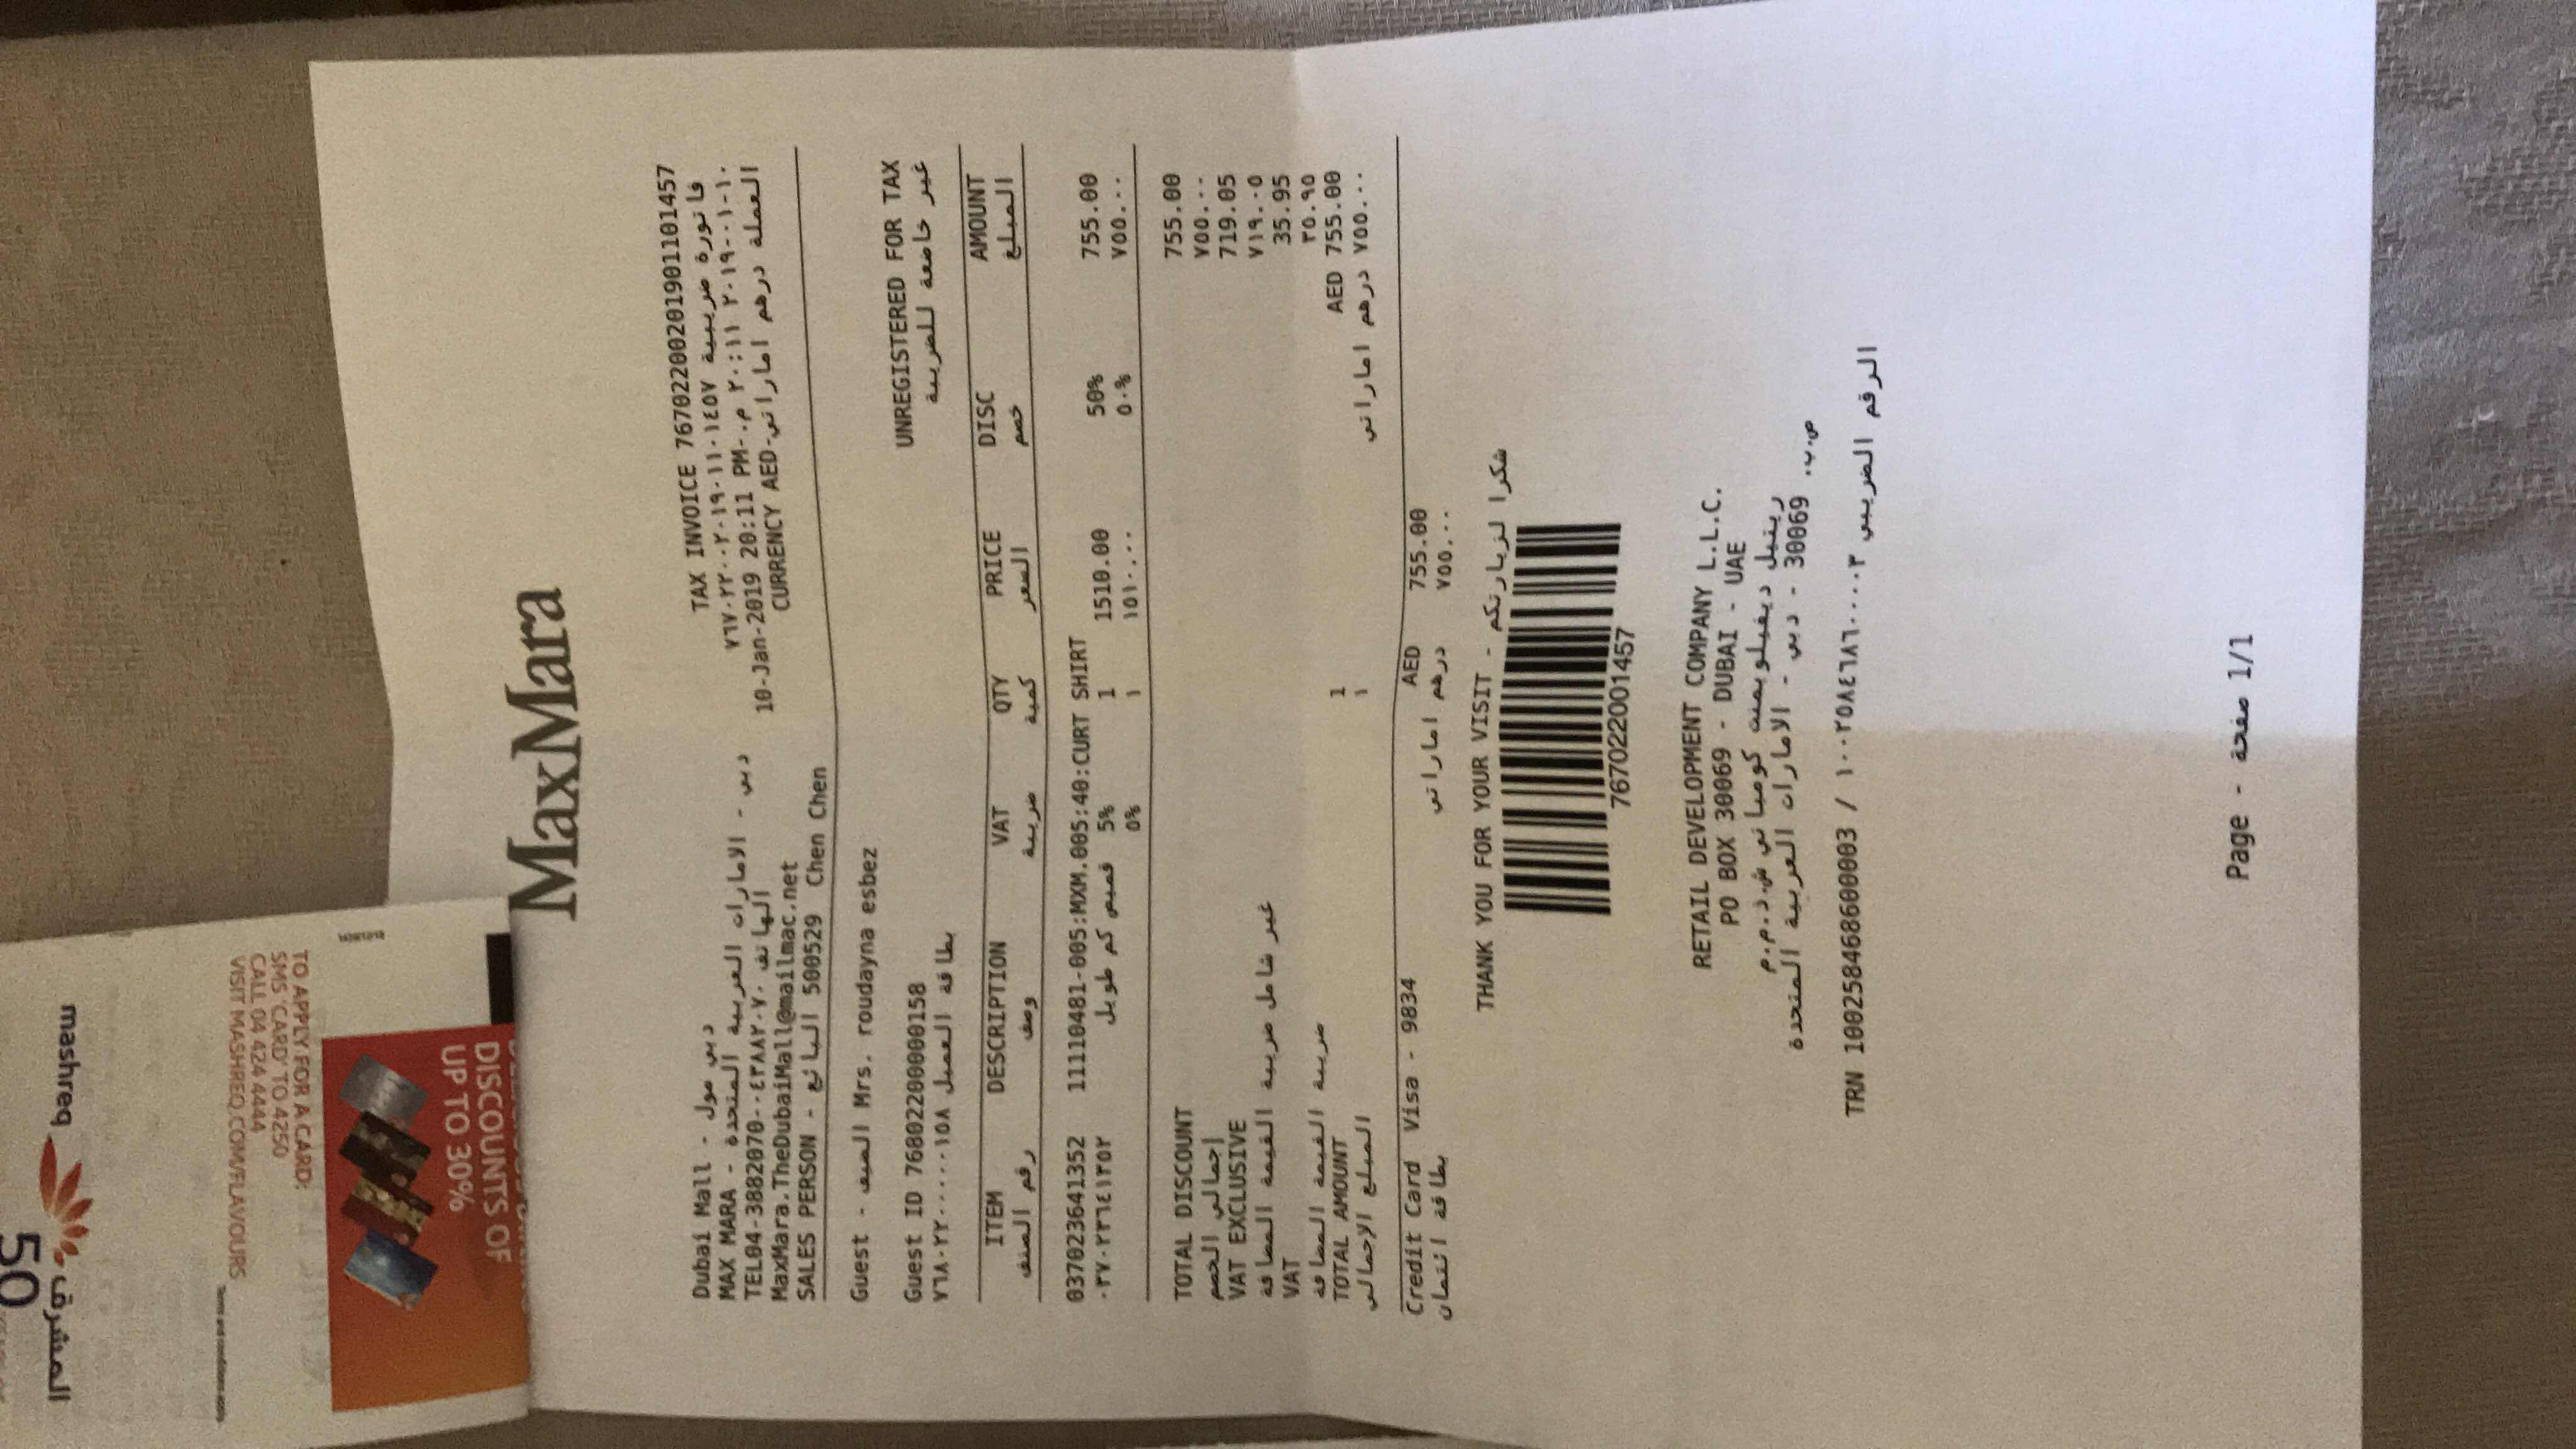 50
المشرق mashreq
Terms and conditions apply.
VISIT MASHREQ.COM/FLAVOURS
CALL 04 424 4444
SMS 'CARD' TO 4250
TO APPLY FOR A CARD:
UP TO 30%
DISCOUNTS OF
MaxMara
Dubai Mall - دبي مول
MAX MARA - دبي - الامارات العربية المتحدة
TEL04-3882070-الهاتف ٠٤٣٨٨٢٠٧٠
MaxMara.TheDubaiMall@mailmac.net
SALES PERSON - البائع 500529 Chen Chen
TAX INVOICE 76702200201901101457
فاتورة ضريبية ٧٦٧٠٢٢٠٠٢٠١٩٠١١٠١٤٥٧
10-Jan-2019 20:11 PM-١٠-٠١-٢٠١٩ ٢٠:١١ م.
CURRENCY AED-العملة درهم اماراتي
Guest - الضيف Mrs. roudayna esbez
Guest ID 76802200000158
بطاقة العميل ٧٦٨٠٢٢٠٠٠٠٠١٥٨
UNREGISTERED FOR TAX
غير خاضعة للضريبة
ITEM DESCRIPTION VAT QTY PRICE DISC AMOUNT
رقم الصنف وصف ضريبة كمية السعر خصم المبلغ
037023641352 11110481-005:MXM.005:40:CURT SHIRT
٠٣٧٠٢٣٦٤١٣٥٢ قميص كم طويل 5% 1 1510.00 50% 755.00
٥% ١ ١٥١٠.٠٠ ٥٠% ٧٥٥.٠٠
TOTAL DISCOUNT 755.00
إجمالي الخصم ٧٥٥.٠٠
VAT EXCLUSIVE 719.05
غير شامل ضريبة القيمة المضافة ٧١٩.٠٥
VAT 35.95
ضريبة القيمة المضافة ٣٥.٩٥
TOTAL AMOUNT 1 AED 755.00
المبلغ الإجمالي ١ ٧٥٥.٠٠ درهم اماراتي
Credit Card Visa - 9834 AED 755.00
بطاقة ائتمان درهم اماراتي ٧٥٥.٠٠
THANK YOU FOR YOUR VISIT - شكرا لزيارتكم
767022001457
RETAIL DEVELOPMENT COMPANY L.L.C.
PO BOX 30069 - DUBAI - UAE
ريتيل ديفيلوبمنت كومباني ش.ذ.م.م
ص.ب. 30069 - دبي - الامارات العربية المتحدة
TRN 100258468600003 / الرقم الضريبي ١٠٠٢٥٨٤٦٨٦٠٠٠٠٣
Page - صفحة 1/1